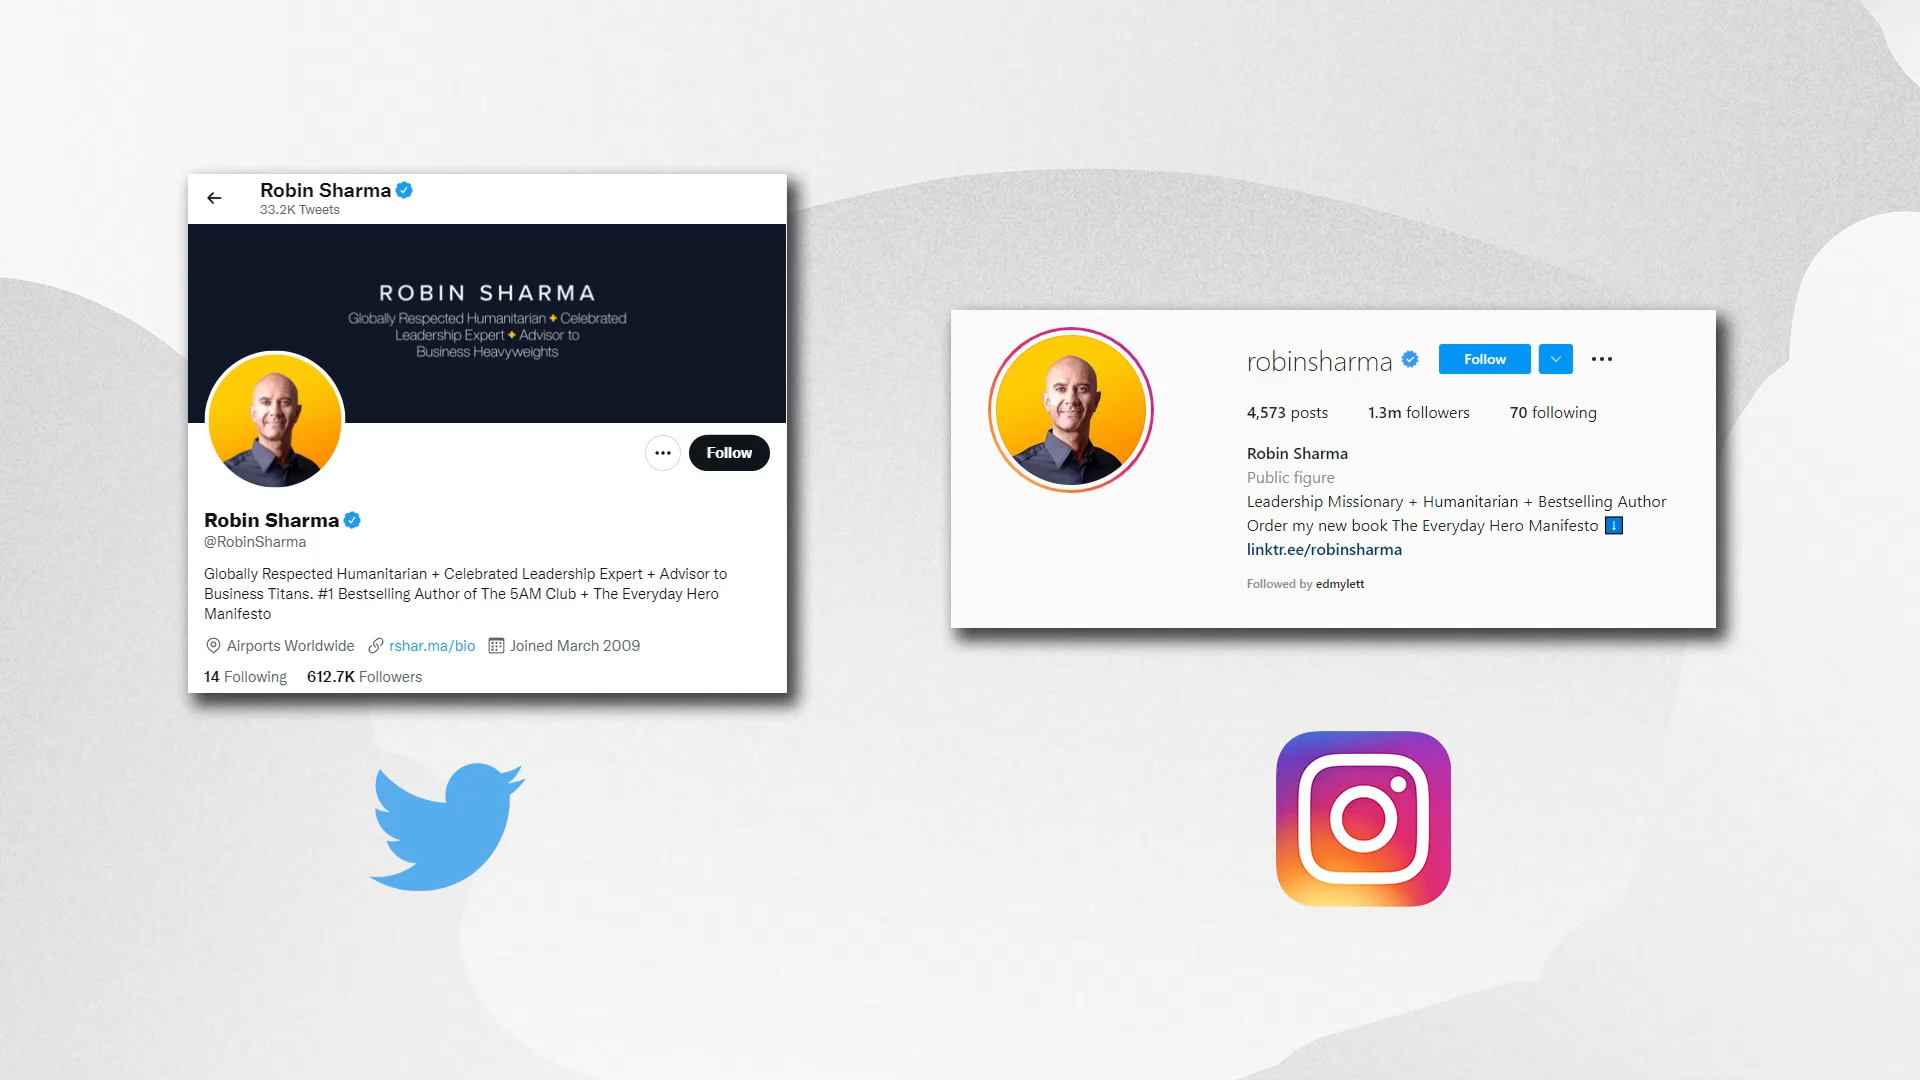 Robin Sharma
33.2K Tweets
ROBIN SHARMA
Globally Respected Humanitarian + Celebrated
Leadership Expert + Advisor to
Business Heavyweights
Follow
Robin Sharma
@RobinSharma
Globally Respected Humanitarian + Celebrated Leadership Expert + Advisor to
Business Titans. #1 Bestselling Author of The 5AM Club + The Everyday Hero
Manifesto
Airports Worldwide rshar.ma/bio Joined March 2009
14 Following 612.7K Followers
robinsharma Follow
4,573 posts 1.3m followers 70 following
Robin Sharma
Public figure
Leadership Missionary + Humanitarian + Bestselling Author
Order my new book The Everyday Hero Manifesto ⬇️
linktr.ee/robinsharma
Followed by edmylett